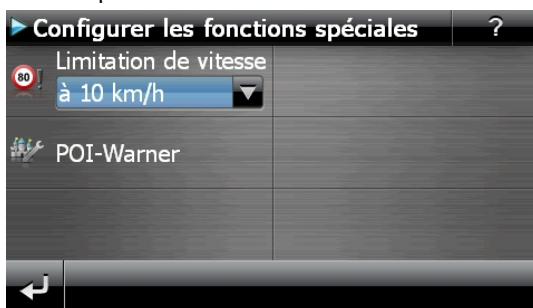 Configurer les fonctions spéciales ?
Limitation de vitesse
80
à 10 km/h
POI-Warner